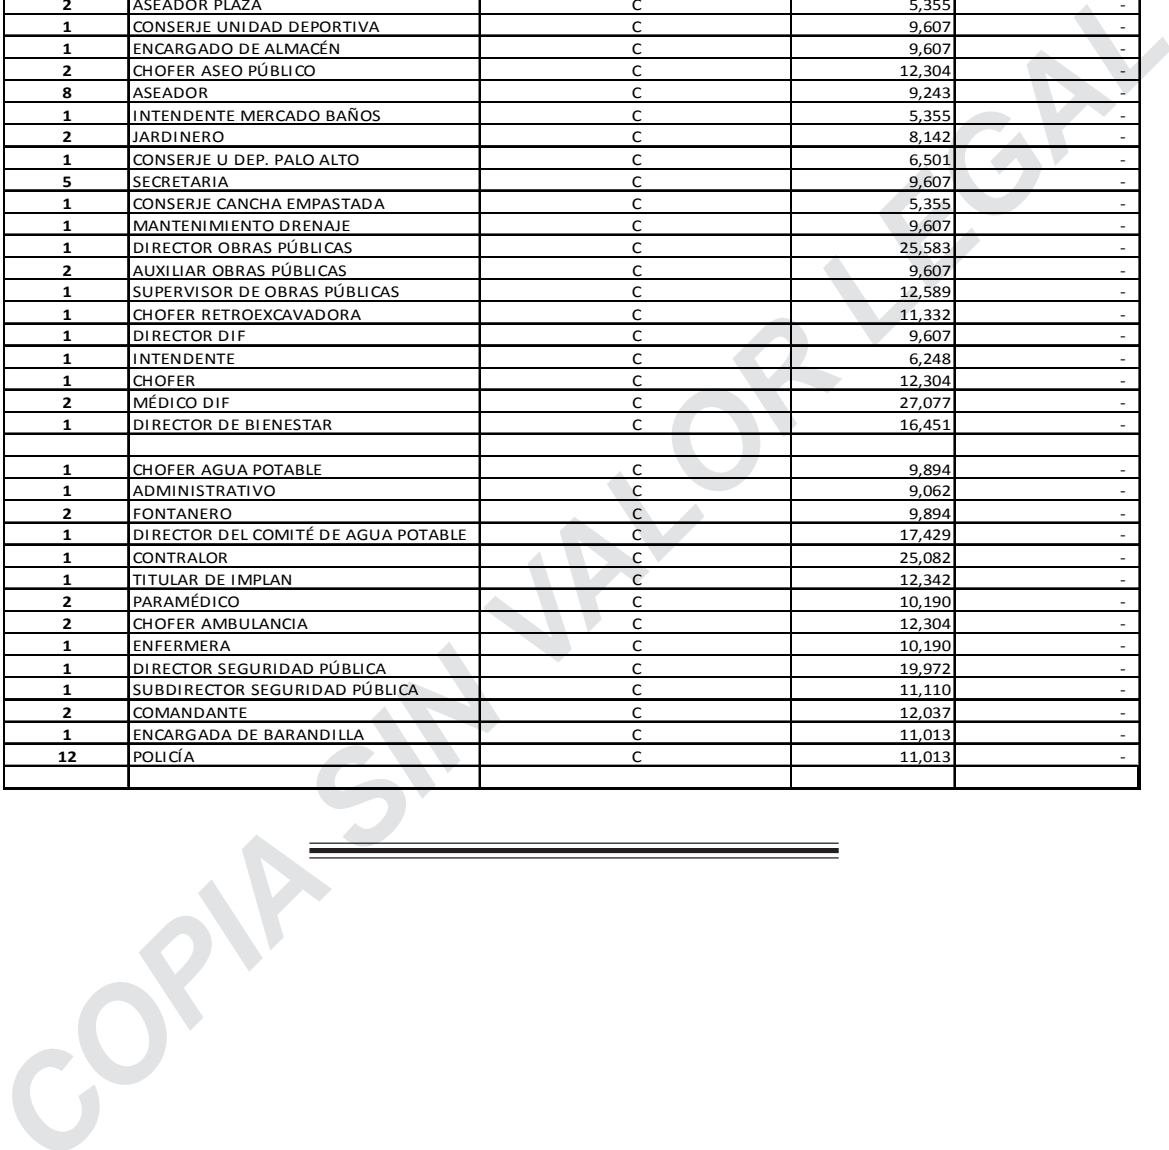 2 ASEADOR PLAZA C 5,355 -
1 CONSERJE UNIDAD DEPORTIVA C 9,607 -
1 ENCARGADO DE ALMACÉN C 9,607 -
2 CHOFER ASEO PÚBLICO C 12,304 -
8 ASEADOR C 9,243 -
1 INTENDENTE MERCADO BAÑOS C 5,355 -
2 JARDINERO C 8,142 -
1 CONSERJE U DEP. PALO ALTO C 6,501 -
5 SECRETARIA C 9,607 -
1 CONSERJE CANCHA EMPASTADA C 5,355 -
1 MANTENIMIENTO DRENAJE C 9,607 -
1 DIRECTOR OBRAS PÚBLICAS C 25,583 -
2 AUXILIAR OBRAS PÚBLICAS C 9,607 -
1 SUPERVISOR DE OBRAS PÚBLICAS C 12,589 -
1 CHOFER RETROEXCAVADORA C 11,332 -
1 DIRECTOR DIF C 9,607 -
1 INTENDENTE C 6,248 -
1 CHOFER C 12,304 -
2 MÉDICO DIF C 27,077 -
1 DIRECTOR DE BIENESTAR C 16,451 -
1 CHOFER AGUA POTABLE C 9,894 -
1 ADMINISTRATIVO C 9,062 -
2 FONTANERO C 9,894 -
1 DIRECTOR DEL COMITÉ DE AGUA POTABLE C 17,429 -
1 CONTRALOR C 25,082 -
1 TITULAR DE IMPLAN C 12,342 -
2 PARAMÉDICO C 10,190 -
2 CHOFER AMBULANCIA C 12,304 -
1 ENFERMERA C 10,190 -
1 DIRECTOR SEGURIDAD PÚBLICA C 19,972 -
1 SUBDIRECTOR SEGURIDAD PÚBLICA C 11,110 -
2 COMANDANTE C 12,037 -
1 ENCARGADA DE BARANDILLA C 11,013 -
12 POLICÍA C 11,013 -
COPIA SIN VALOR LEGAL